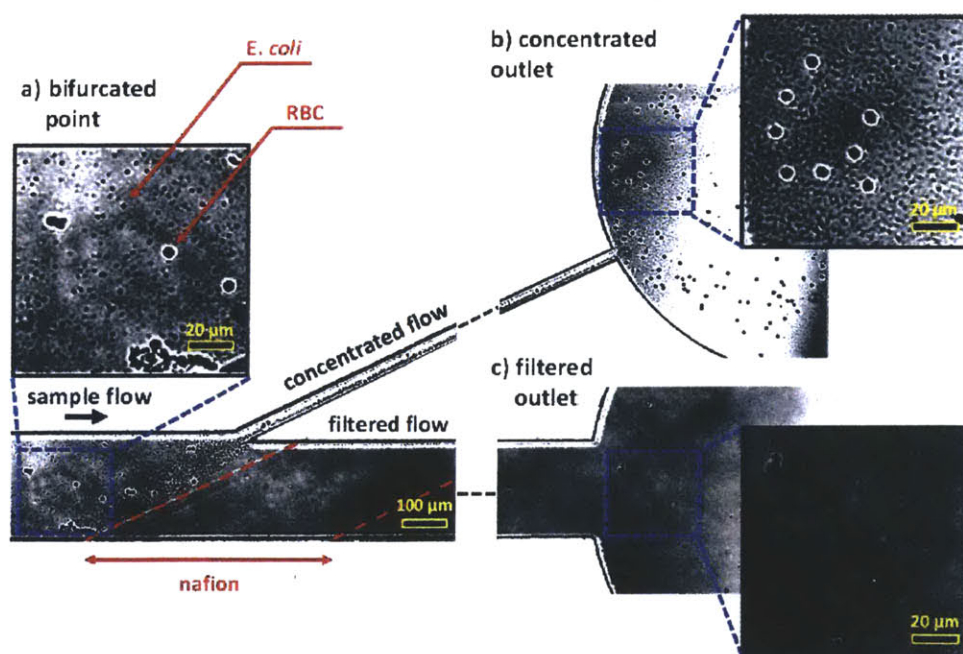 E. coli
RBC
a) bifurcated
point
20 μm
b) concentrated
outlet
20 μm
concentrated flow
sample flow
filtered flow
c) filtered
outlet
100 μm
nafion
20 μm